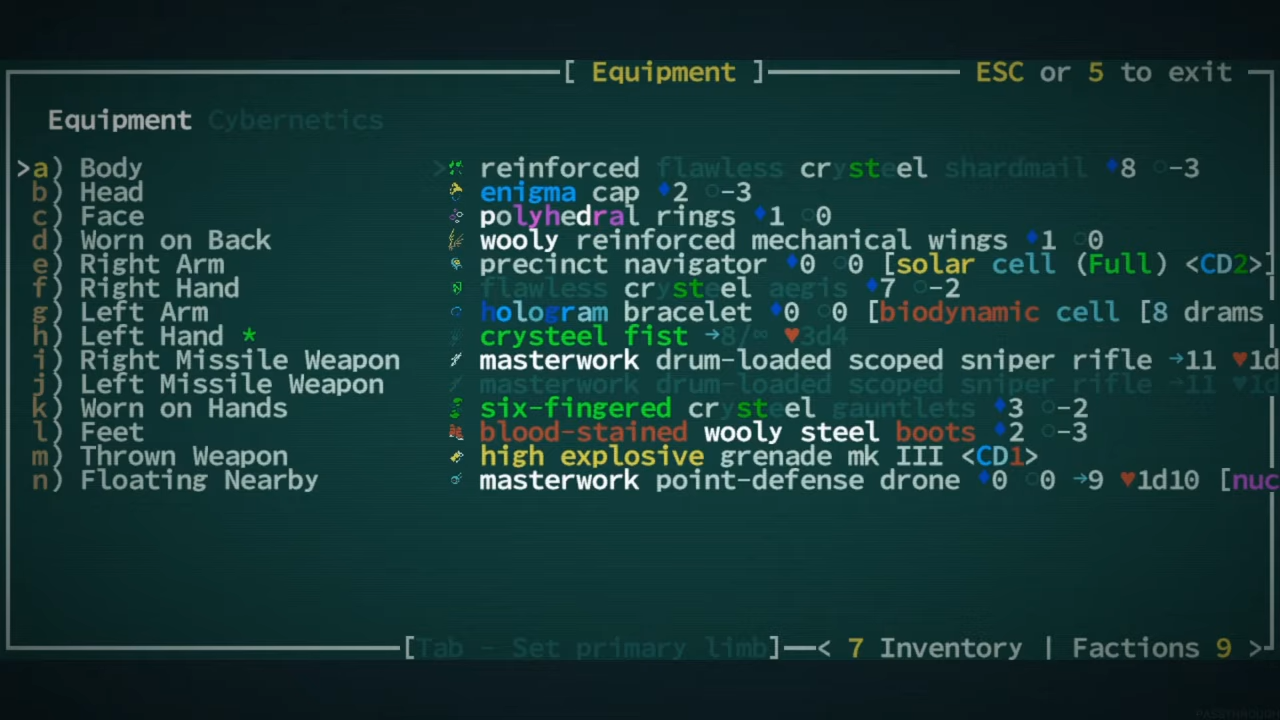 [ Equipment ] ESC or 5 to exit
Equipment Cybernetics
>a) Body > reinforced flawless crysteel shardmail ♦8 ○-3
b) Head enigma cap ♦2 ○-3
c) Face polyhedral rings ♦1 ○0
d) Worn on Back wooly reinforced mechanical wings ♦1 ○0
e) Right Arm precinct navigator ♦0 ○0 [solar cell (Full) <CD2>]
f) Right Hand flawless crysteel aegis ♦7 ○-2
g) Left Arm hologram bracelet ♦0 ○0 [biodynamic cell [8 drams
h) Left Hand * crysteel fist →8/∞ ♥3d4
i) Right Missile Weapon masterwork drum-loaded scoped sniper rifle →11 ♥1d
j) Left Missile Weapon masterwork drum-loaded scoped sniper rifle →11 ♥1d
k) Worn on Hands six-fingered crysteel gauntlets ♦3 ○-2
l) Feet blood-stained wooly steel boots ♦2 ○-3
m) Thrown Weapon high explosive grenade mk III <CD1>
n) Floating Nearby masterwork point-defense drone ♦0 ○0 →9 ♥1d10 [nuc
[Tab - Set primary limb] < 7 Inventory | Factions 9 >